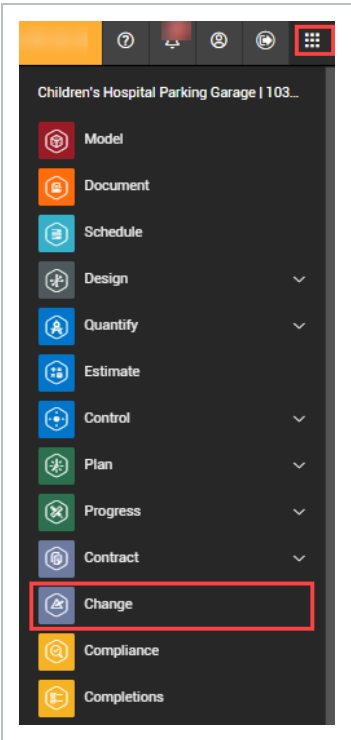 Children's Hospital Parking Garage | 103...
Model
Document
Schedule
Design
Quantify
Estimate
Control
Plan
Progress
Contract
Change
Compliance
Completions